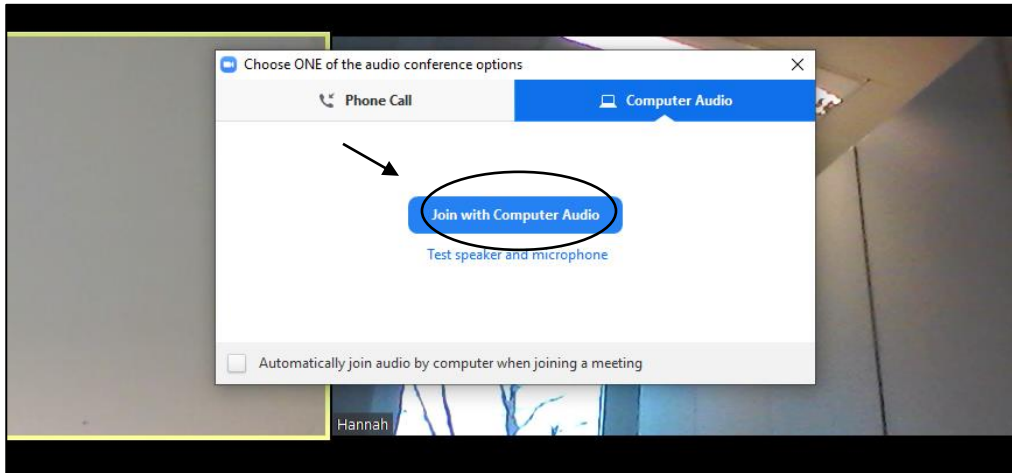 Choose ONE of the audio conference options
Phone Call
Computer Audio
Join with Computer Audio
Test speaker and microphone
Automatically join audio by computer when joining a meeting
Hannah